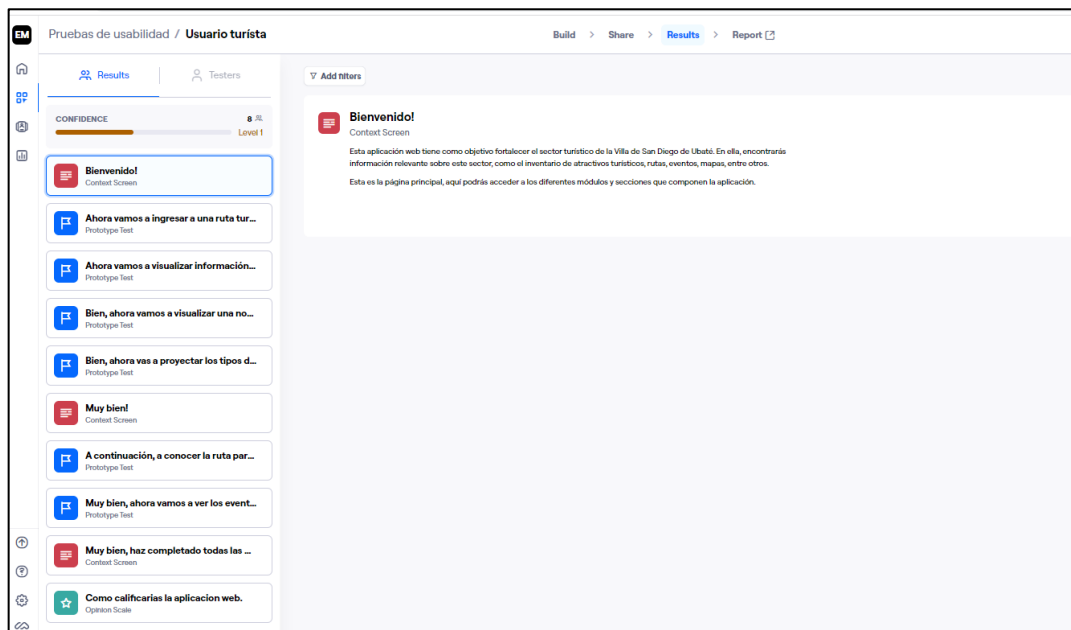 EM
Pruebas de usabilidad / Usuario turísta
Build > Share > Results > Report
Results
Testers
CONFIDENCE
8
Level 1
Bienvenido!
Context Screen
Ahora vamos a ingresar a una ruta tur...
Prototype Test
Ahora vamos a visualizar información...
Prototype Test
Bien, ahora vamos a visualizar una no...
Prototype Test
Bien, ahora vas a proyectar los tipos d...
Prototype Test
Muy bien!
Context Screen
A continuación, a conocer la ruta par...
Prototype Test
Muy bien, ahora vamos a ver los event...
Prototype Test
Muy bien, haz completado todas las ...
Context Screen
Como calificarias la aplicacion web.
Opinion Scale
Add filters
Bienvenido!
Context Screen
Esta aplicación web tiene como objetivo fortalecer el sector turístico de la Villa de San Diego de Ubaté. En ella, encontrarás
información relevante sobre este sector, como el inventario de atractivos turísticos, rutas, eventos, mapas, entre otros.
Esta es la página principal, aquí podrás acceder a los diferentes módulos y secciones que componen la aplicación.